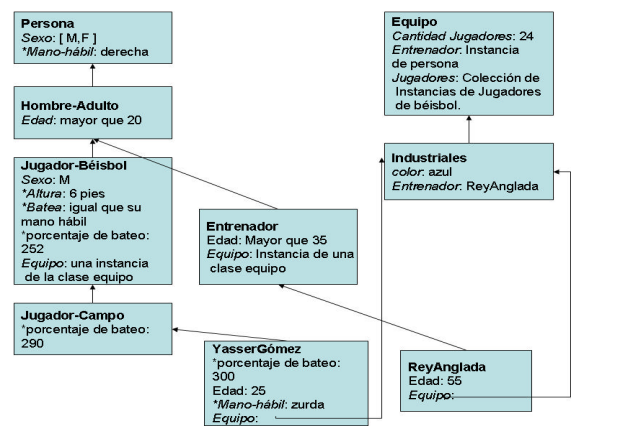 Persona
Sexo: [ M,F ]
*Mano-hábil: derecha
Hombre-Adulto
Edad: mayor que 20
Jugador-Béisbol
Sexo: M
*Altura: 6 pies
*Batea: igual que su
mano hábil
*porcentaje de bateo:
252
Equipo: una instancia
de la clase equipo
Jugador-Campo
*porcentaje de bateo:
290
Entrenador
Edad: Mayor que 35
Equipo: Instancia de una
clase equipo
YasserGómez
*porcentaje de bateo:
300
Edad: 25
*Mano-hábil: zurda
Equipo:
Equipo
Cantidad Jugadores: 24
Entrenador: Instancia
de persona
Jugadores: Colección de
Instancias de Jugadores
de béisbol.
Industriales
color: azul
Entrenador: ReyAnglada
ReyAnglada
Edad: 55
Equipo: